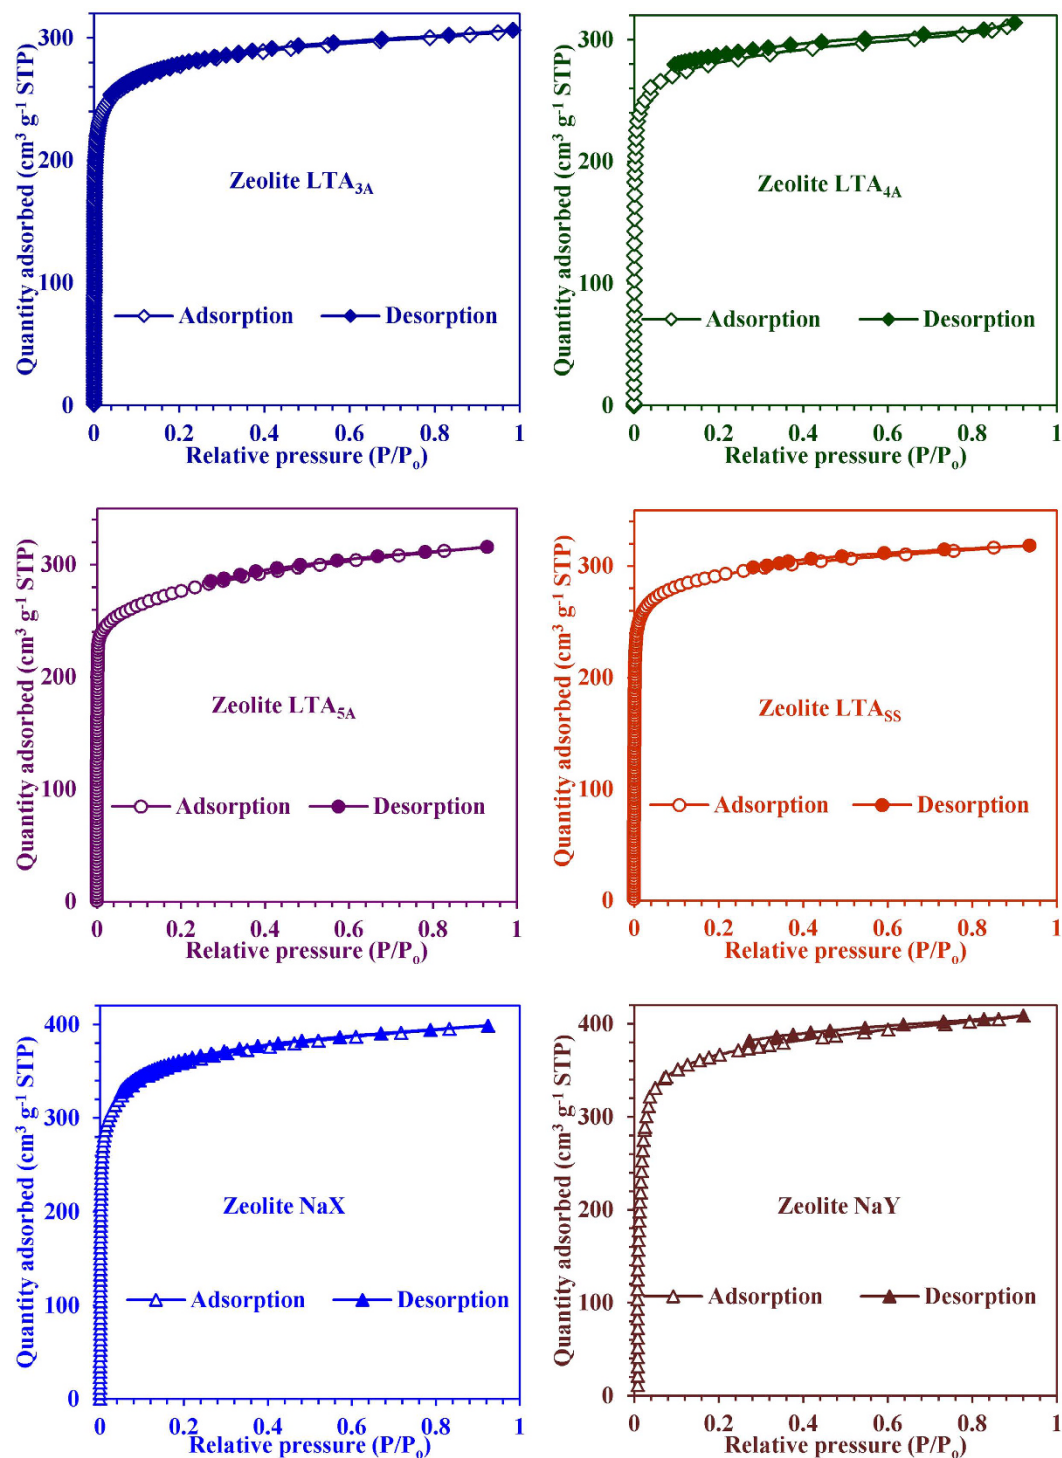 Quantity adsorbed (cm³ g⁻¹ STP)
300
200
100
0
Zeolite LTA₃A
Adsorption Desorption
0 0.2 0.4 0.6 0.8 1
Relative pressure (P/Pₒ)
Quantity adsorbed (cm³ g⁻¹ STP)
300
200
100
0
Zeolite LTA₄A
Adsorption Desorption
0 0.2 0.4 0.6 0.8 1
Relative pressure (P/Pₒ)
Quantity adsorbed (cm³ g⁻¹ STP)
300
200
100
0
Zeolite LTA₅A
Adsorption Desorption
0 0.2 0.4 0.6 0.8 1
Relative pressure (P/Pₒ)
Quantity adsorbed (cm³ g⁻¹ STP)
300
200
100
0
Zeolite LTASS
Adsorption Desorption
0 0.2 0.4 0.6 0.8 1
Relative pressure (P/Pₒ)
Quantity adsorbed (cm³ g⁻¹ STP)
400
300
200
100
0
Zeolite NaX
Adsorption Desorption
0 0.2 0.4 0.6 0.8 1
Relative pressure (P/Pₒ)
Quantity adsorbed (cm³ g⁻¹ STP)
400
300
200
100
0
Zeolite NaY
Adsorption Desorption
0 0.2 0.4 0.6 0.8 1
Relative pressure (P/Pₒ)